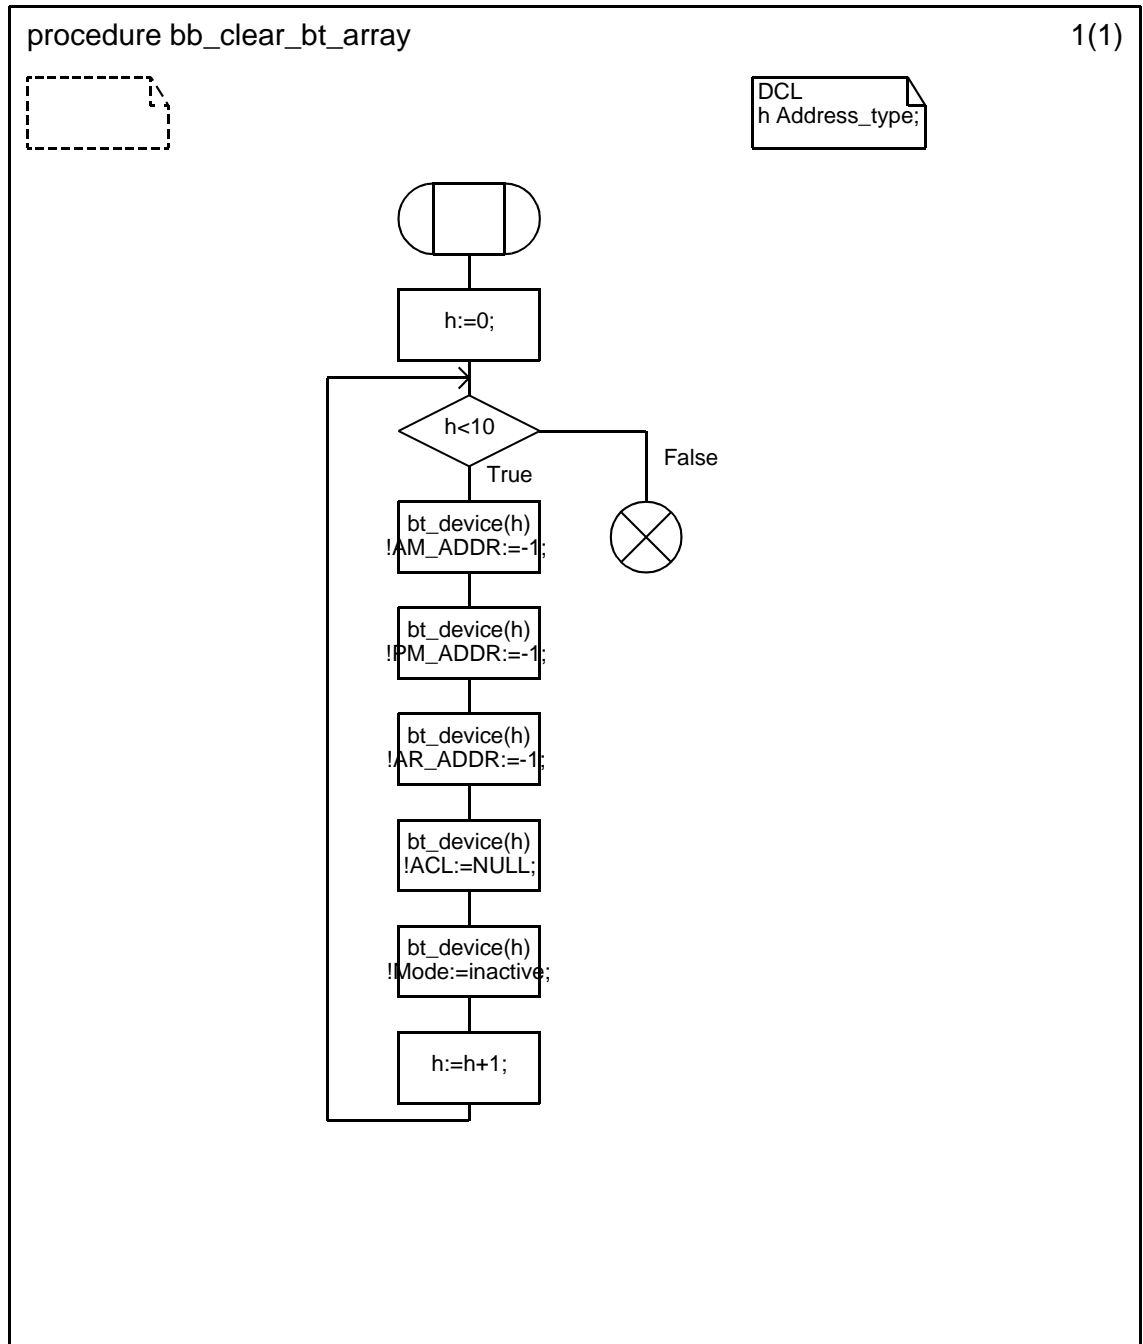 procedure bb_clear_bt_array
1(1)
DCL
h Address_type;
h:=0;
h<10
False
True
bt_device(h)
!AM_ADDR:=-1;
bt_device(h)
!PM_ADDR:=-1;
bt_device(h)
!AR_ADDR:=-1;
bt_device(h)
!ACL:=NULL;
bt_device(h)
!Mode:=inactive;
h:=h+1;